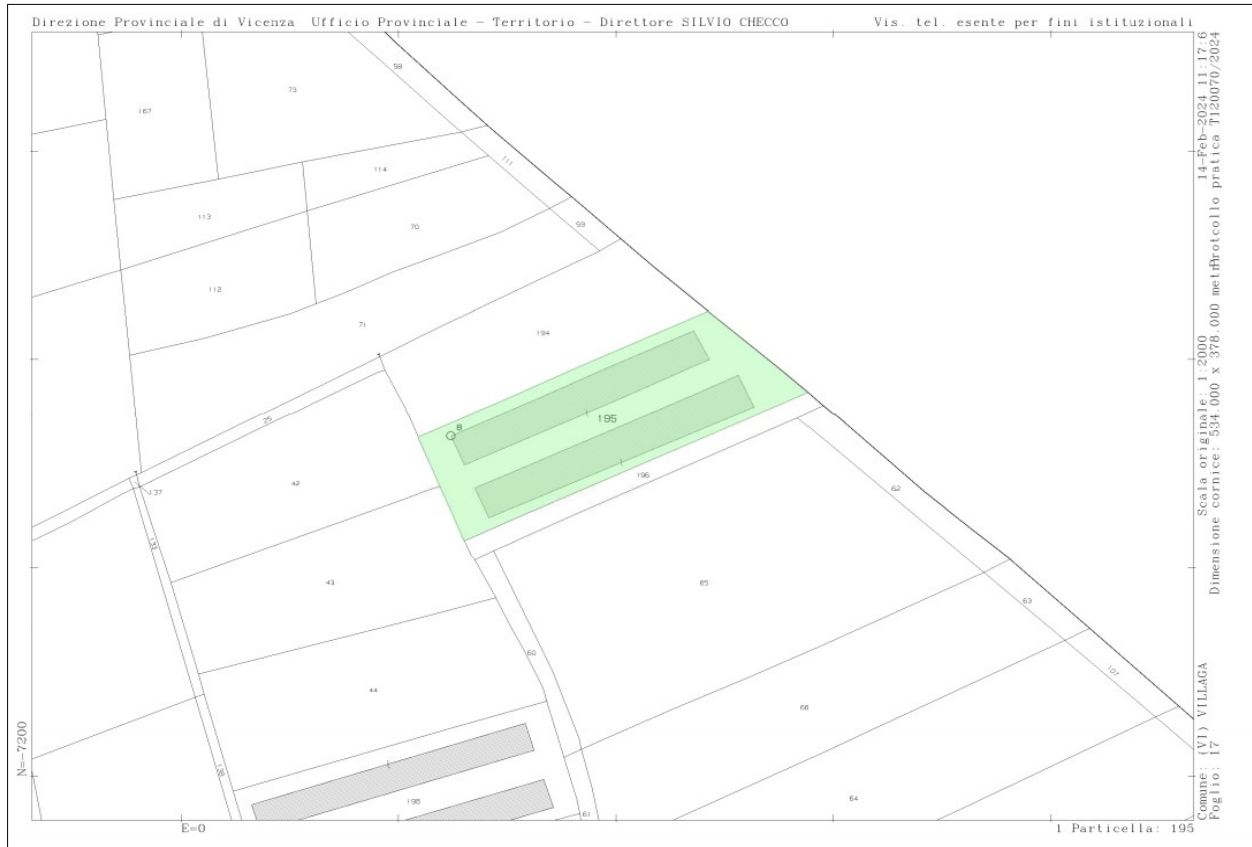 Direzione Provinciale di Vicenza Ufficio Provinciale - Territorio - Direttore SILVIO CHECCO
Vis. tel. esente per fini istituzionali
58
73
167
111
114
113
99
70
112
71
194
B
195
25
42
196
137
62
133
43
85
63
60
107
44
66
138
198
64
61
N=-7200
E=0
1 Particella: 195
14-Feb-2024 11:17:6
Scala originale: 1:2000
Protocollo pratica T120070/2024
Dimensione cornice: 534.000 x 378.000 metri
Comune: (VI) VILLAGA
Foglio: 17